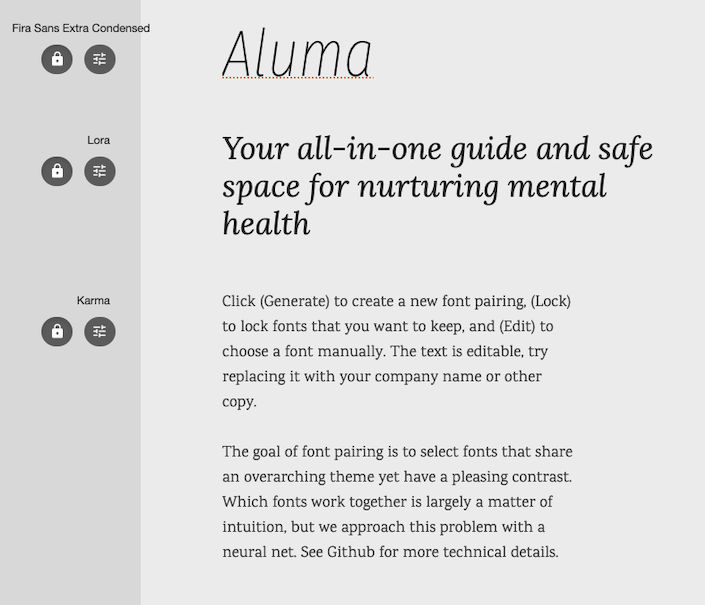 Fira Sans Extra Condensed
Aluma
Lora
Your all-in-one guide and safe
space for nurturing mental
health
Karma
Click (Generate) to create a new font pairing, (Lock)
to lock fonts that you want to keep, and (Edit) to
choose a font manually. The text is editable, try
replacing it with your company name or other
copy.
The goal of font pairing is to select fonts that share
an overarching theme yet have a pleasing contrast.
Which fonts work together is largely a matter of
intuition, but we approach this problem with a
neural net. See Github for more technical details.